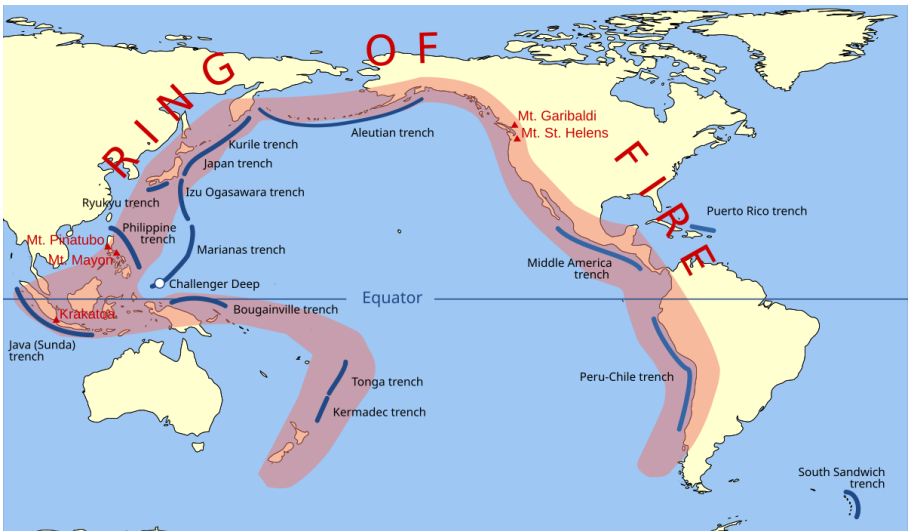 RING OF FIRE
Mt. Garibaldi
Mt. St. Helens
Aleutian trench
Kurile trench
Japan trench
Izu Ogasawara trench
Ryukyu trench
Philippine
trench
Puerto Rico trench
Mt. Pinatubo
Mt. Mayon
Marianas trench
Middle America
trench
Challenger Deep
Equator
Bougainville trench
Krakatoa
Java (Sunda)
trench
Tonga trench
Kermadec trench
Peru-Chile trench
South Sandwich
trench